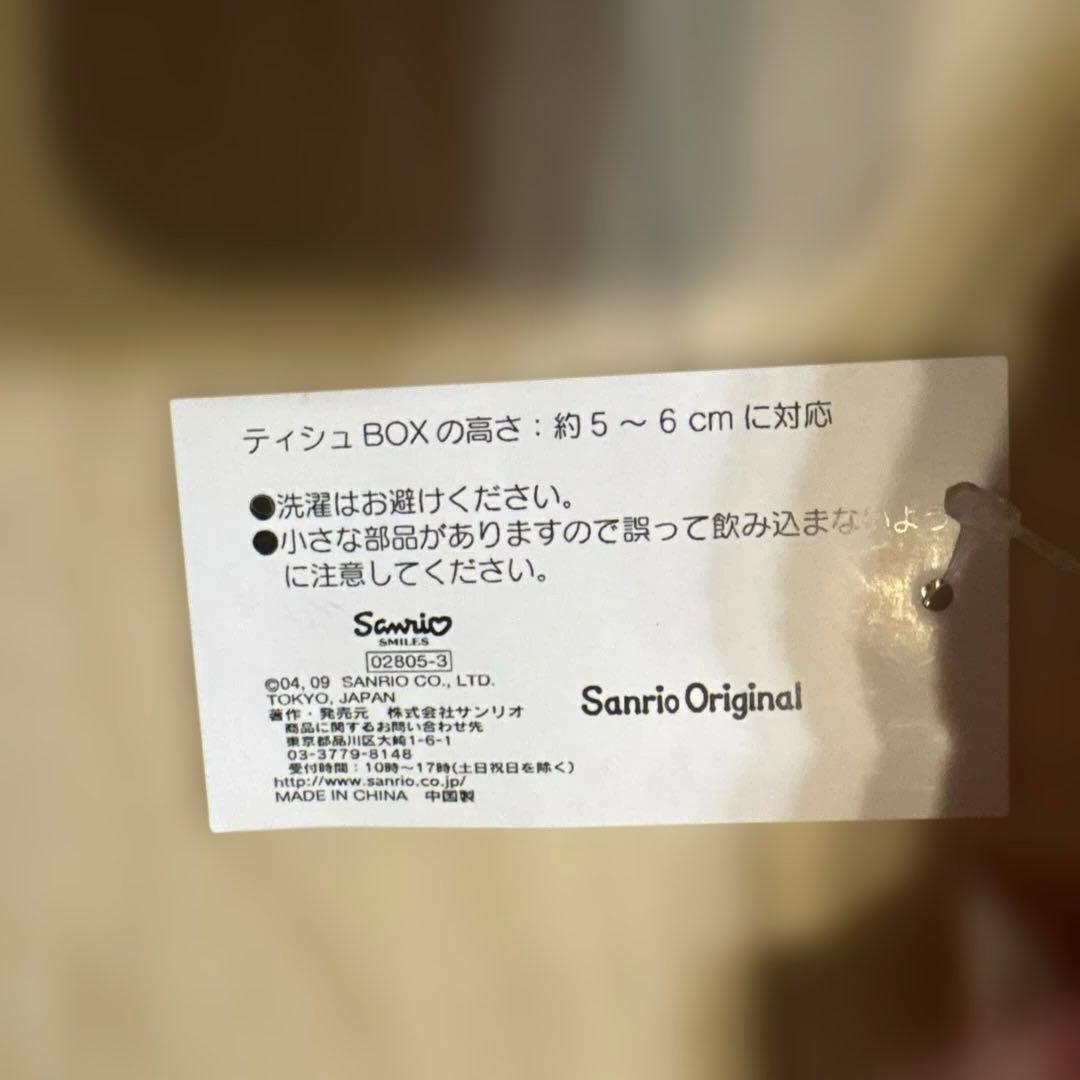 ティシュBOXの高さ：約5～6cmに対応
●洗濯はお避けください。
●小さな部品がありますので誤って飲み込まないよう
に注意してください。
Sanrio
SMILES
02805-3
©04, 09 SANRIO CO., LTD.
TOKYO, JAPAN
著作・発売元 株式会社サンリオ
商品に関するお問い合わせ先
東京都品川区大崎1-6-1
03-3779-8148
受付時間：10時～17時(土日祝日を除く)
http://www.sanrio.co.jp/
MADE IN CHINA 中国製
Sanrio Original